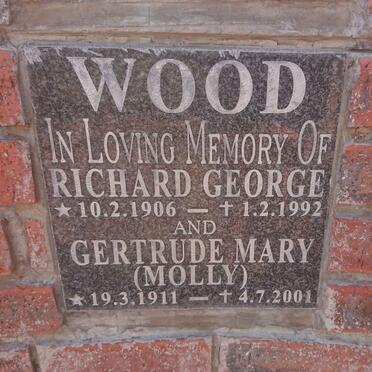 WOOD
IN LOVING MEMORY OF
RICHARD GEORGE
★ 10.2.1906 — † 1.2.1992
AND
GERTRUDE MARY
(MOLLY)
★ 19.3.1911 — † 4.7.2001